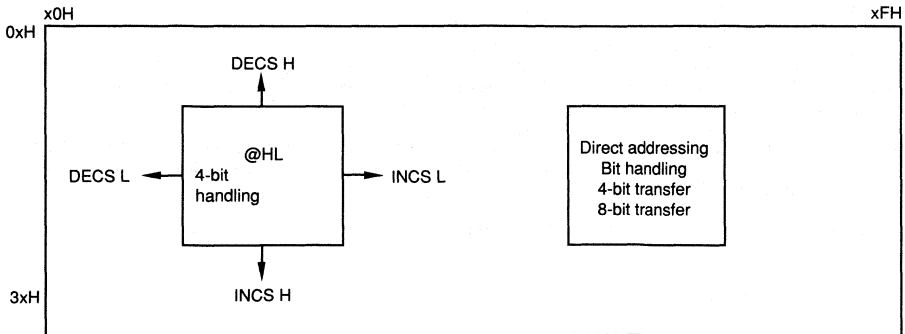 x0H
xFH
0xH
DECS H
@HL
4-bit
handling
DECS L
INCS L
INCS H
Direct addressing
Bit handling
4-bit transfer
8-bit transfer
3xH